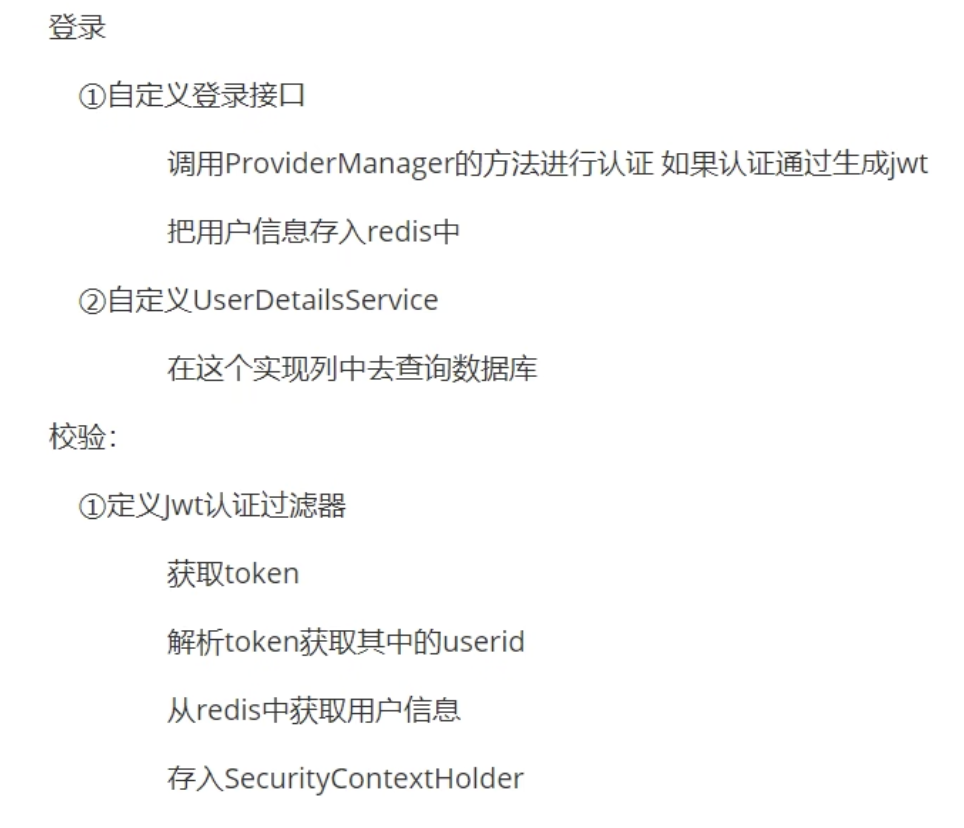 登录
①自定义登录接口
调用ProviderManager的方法进行认证 如果认证通过生成jwt
把用户信息存入redis中
②自定义UserDetailsService
在这个实现列中去查询数据库
校验：
①定义Jwt认证过滤器
获取token
解析token获取其中的userid
从redis中获取用户信息
存入SecurityContextHolder